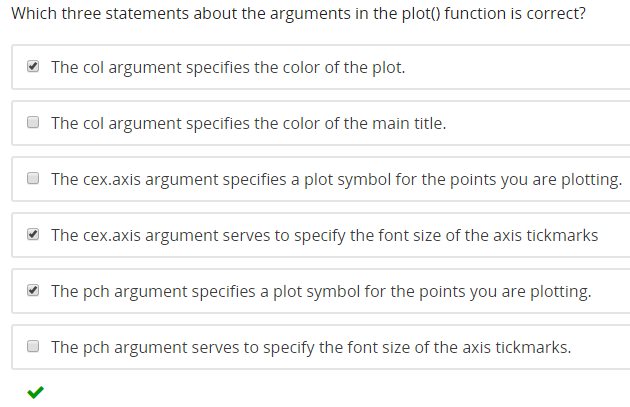 Which three statements about the arguments in the plot() function is correct?
The col argument specifies the color of the plot.
The col argument specifies the color of the main title.
The cex.axis argument specifies a plot symbol for the points you are plotting.
The cex.axis argument serves to specify the font size of the axis tickmarks
The pch argument specifies a plot symbol for the points you are plotting.
The pch argument serves to specify the font size of the axis tickmarks.